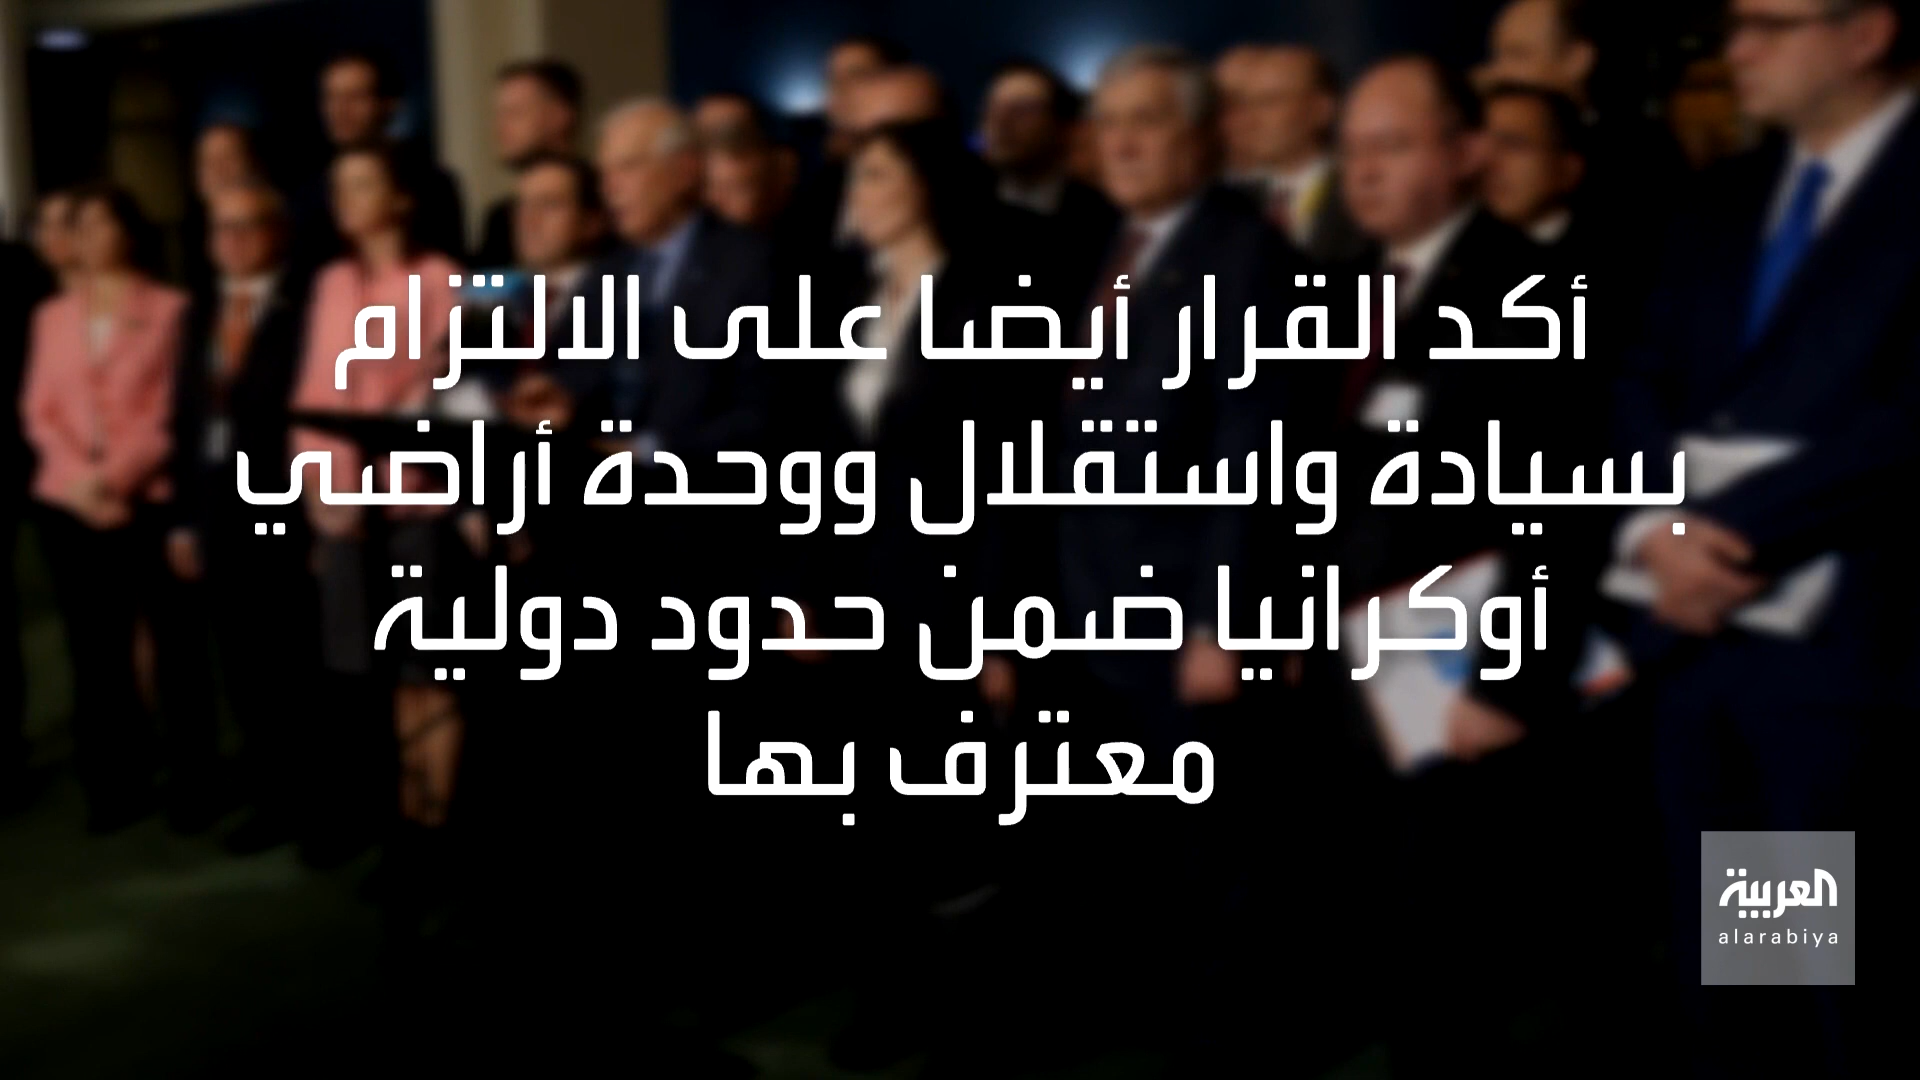 أكد القرار أيضا على الالتزام
بسيادة واستقلال ووحدة أراضي
أوكرانيا ضمن حدود دولية
معترف بها
العربية
alarabiya